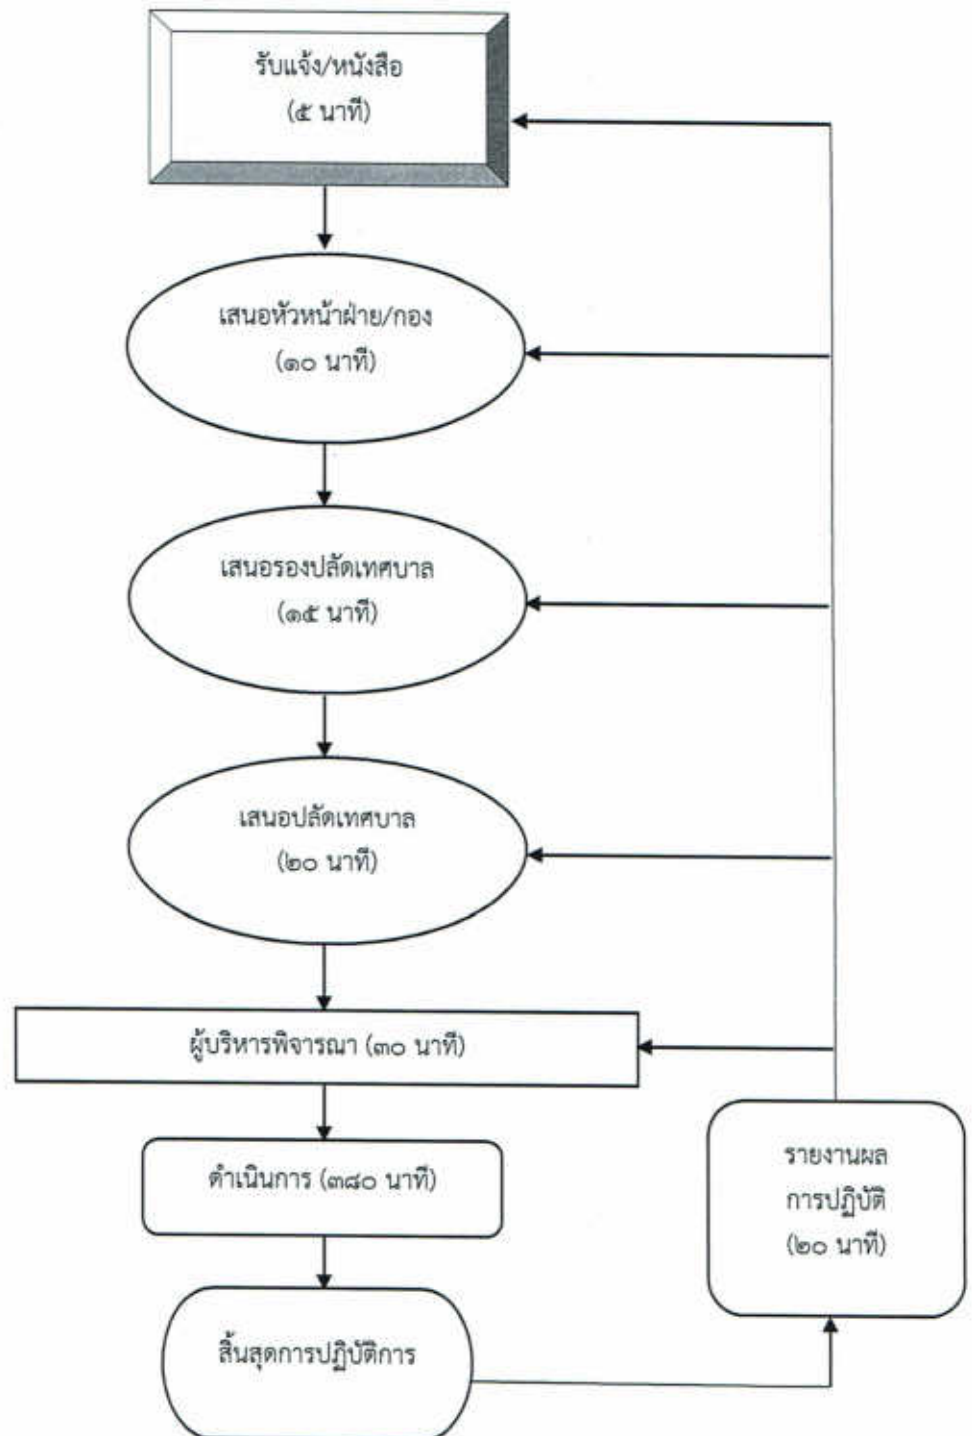 รับแจ้ง/หนังสือ
(๕ นาที)
เสนอหัวหน้าฝ่าย/กอง
(๑๐ นาที)
เสนอรองปลัดเทศบาล
(๑๕ นาที)
เสนอปลัดเทศบาล
(๒๐ นาที)
ผู้บริหารพิจารณา (๓๐ นาที)
ดำเนินการ (๓๘๐ นาที)
สิ้นสุดการปฏิบัติการ
รายงานผล
การปฏิบัติ
(๒๐ นาที)